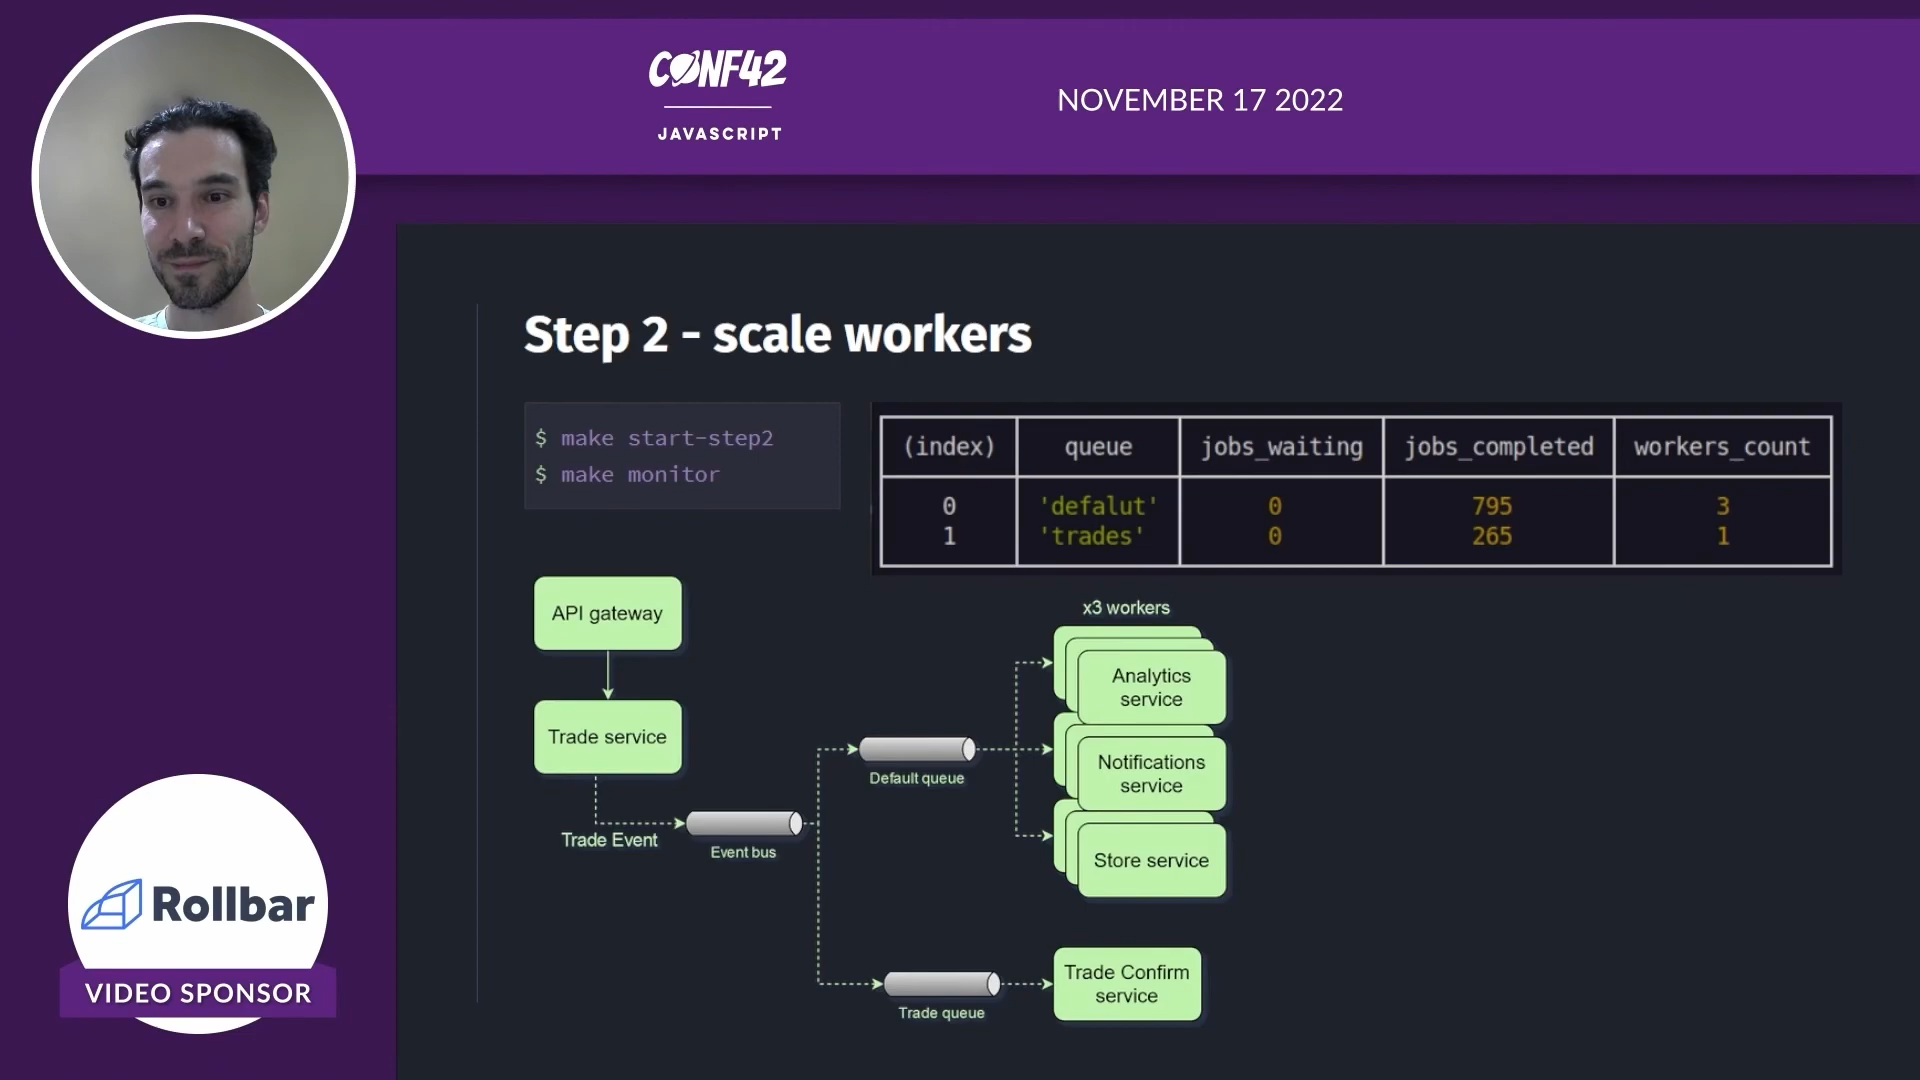 CONF42
JAVASCRIPT
NOVEMBER 17 2022
Step 2 - scale workers
$ make start-step2
$ make monitor
(index) queue jobs_waiting jobs_completed workers_count
0 'defalut' 0 795 3
1 'trades' 0 265 1
API gateway
Trade service
Trade Event
Event bus
Default queue
Trade queue
x3 workers
Analytics
service
Notifications
service
Store service
Trade Confirm
service
Rollbar
VIDEO SPONSOR